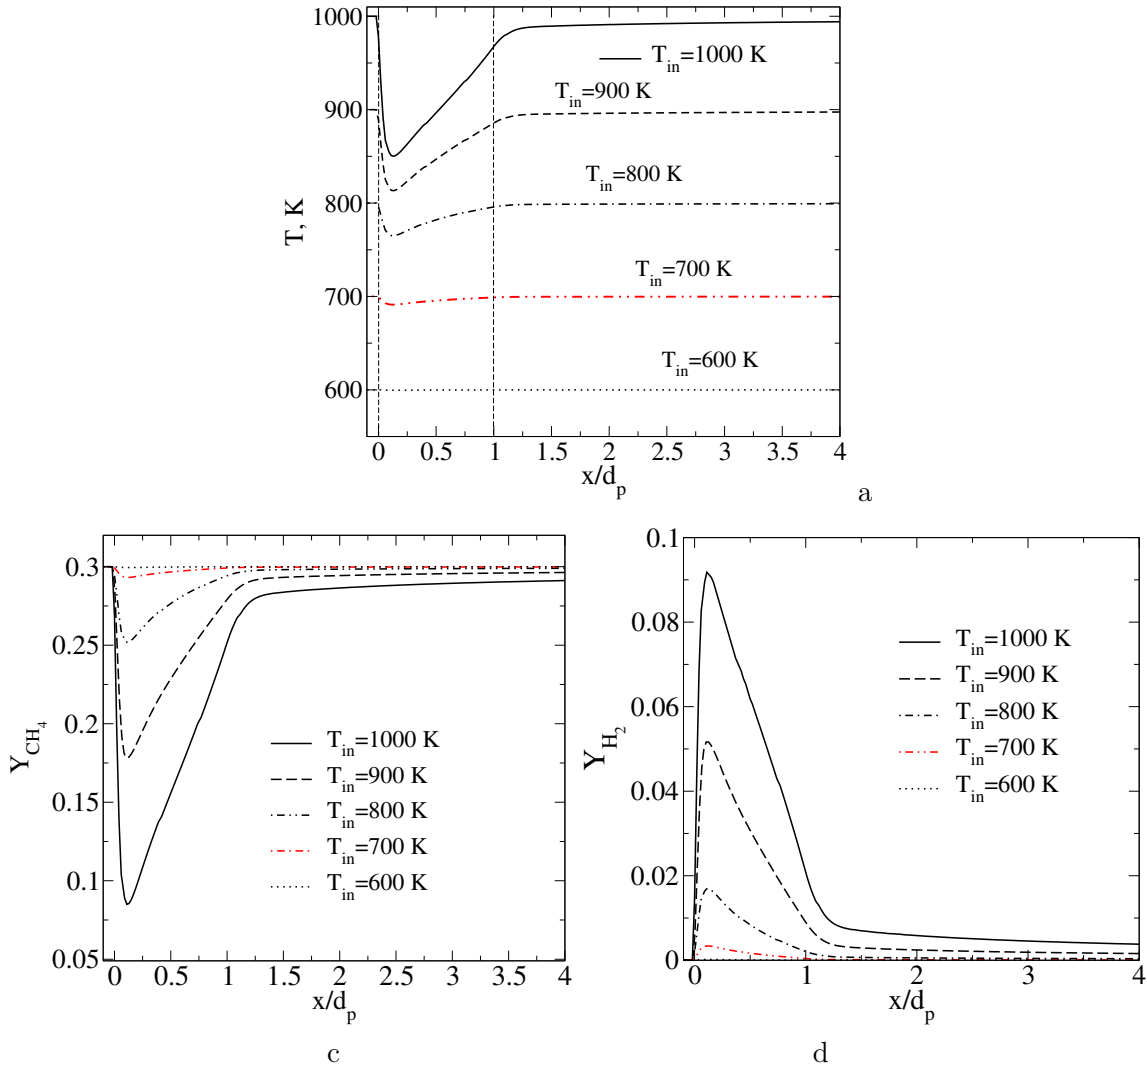 1000
900
800
700
600
T, K
T_in=1000 K
T_in=900 K
T_in=800 K
T_in=700 K
T_in=600 K
0 0.5 1 1.5 2 2.5 3 3.5 4
x/d_p
a
0.3
0.25
0.2
0.15
0.1
0.05
Y_CH_4
T_in=1000 K
T_in=900 K
T_in=800 K
T_in=700 K
T_in=600 K
0 0.5 1 1.5 2 2.5 3 3.5 4
x/d_p
c
0.1
0.08
0.06
0.04
0.02
0
Y_H_2
T_in=1000 K
T_in=900 K
T_in=800 K
T_in=700 K
T_in=600 K
0 1 2 3 4
x/d_p
d